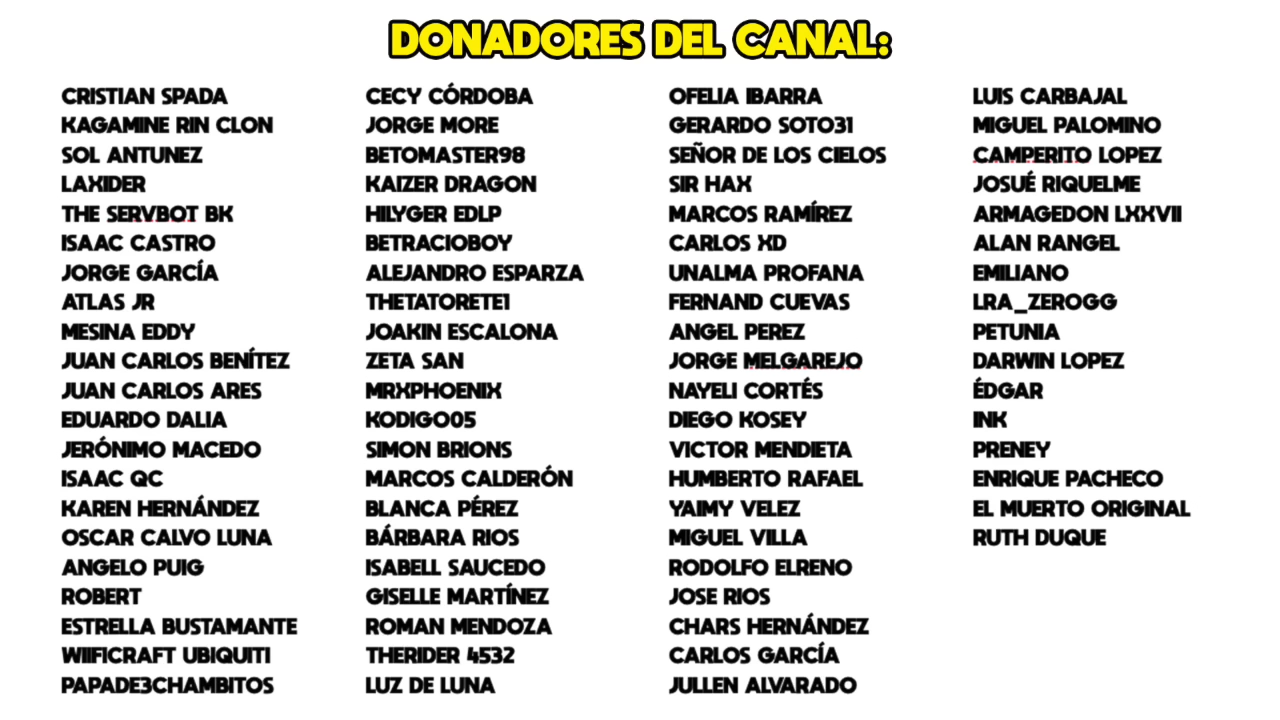 DONADORES DEL CANAL:
CRISTIAN SPADA
KAGAMINE RIN CLON
SOL ANTUNEZ
LAXIDER
THE SERVBOT BK
ISAAC CASTRO
JORGE GARCÍA
ATLAS JR
MESINA EDDY
JUAN CARLOS BENÍTEZ
JUAN CARLOS ARES
EDUARDO DALIA
JERÓNIMO MACEDO
ISAAC QC
KAREN HERNÁNDEZ
OSCAR CALVO LUNA
ANGELO PUIG
ROBERT
ESTRELLA BUSTAMANTE
WIIFICRAFT UBIQUITI
PAPADE3CHAMBITOS
CECY CÓRDOBA
JORGE MORE
BETOMASTER98
KAIZER DRAGON
HILYGER EDLP
BETRACIOBOY
ALEJANDRO ESPARZA
THETATORETE1
JOAKIN ESCALONA
ZETA SAN
MRXPHOENIX
KODIGO05
SIMON BRIONS
MARCOS CALDERÓN
BLANCA PÉREZ
BÁRBARA RIOS
ISABELL SAUCEDO
GISELLE MARTÍNEZ
ROMAN MENDOZA
THERIDER 4532
LUZ DE LUNA
OFELIA IBARRA
GERARDO SOTO31
SEÑOR DE LOS CIELOS
SIR HAX
MARCOS RAMÍREZ
CARLOS XD
UNALMA PROFANA
FERNAND CUEVAS
ANGEL PEREZ
JORGE MELGAREJO
NAYELI CORTÉS
DIEGO KOSEY
VICTOR MENDIETA
HUMBERTO RAFAEL
YAIMY VELEZ
MIGUEL VILLA
RODOLFO ELRENO
JOSE RIOS
CHARS HERNÁNDEZ
CARLOS GARCÍA
JULLEN ALVARADO
LUIS CARBAJAL
MIGUEL PALOMINO
CAMPERITO LOPEZ
JOSUÉ RIQUELME
ARMAGEDON LXXVII
ALAN RANGEL
EMILIANO
LRA_ZEROGG
PETUNIA
DARWIN LOPEZ
ÉDGAR
INK
PRENEY
ENRIQUE PACHECO
EL MUERTO ORIGINAL
RUTH DUQUE